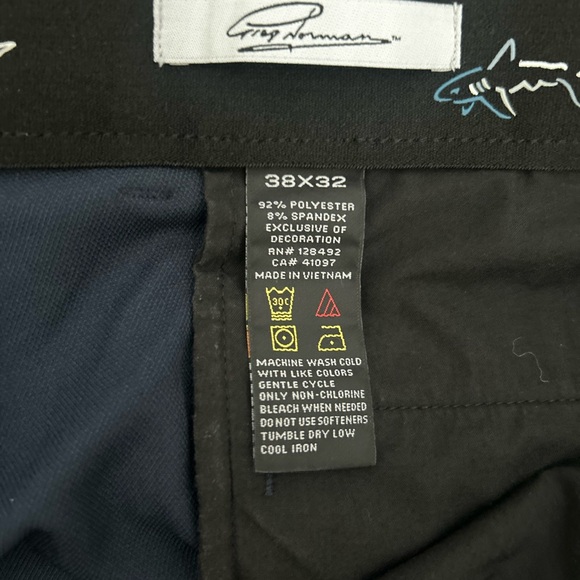 Greg Norman™
38X32
92% POLYESTER
8% SPANDEX
EXCLUSIVE OF
DECORATION
RN# 128492
CA# 41097
MADE IN VIETNAM
30C
MACHINE WASH COLD
WITH LIKE COLORS
GENTLE CYCLE
ONLY NON-CHLORINE
BLEACH WHEN NEEDED
DO NOT USE SOFTENERS
TUMBLE DRY LOW
COOL IRON